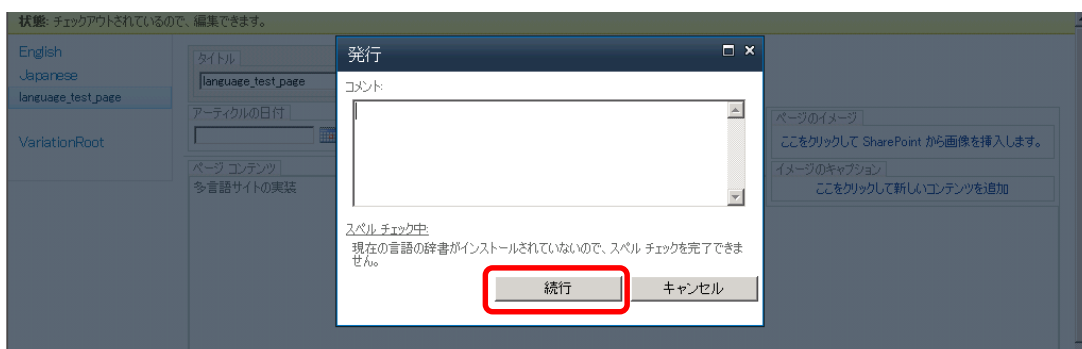 状態: チェックアウトされているので、編集できます。
English
Japanese
language_test_page
VariationRoot
タイトル
language_test_page
アーティクルの日付
ページ コンテンツ
多言語サイトの実装
発行
コメント:
スペル チェック中:
現在の言語の辞書がインストールされていないので、スペル チェックを完了できま
せん。
続行
キャンセル
ページのイメージ
ここをクリックして SharePoint から画像を挿入します。
イメージのキャプション
ここをクリックして新しいコンテンツを追加